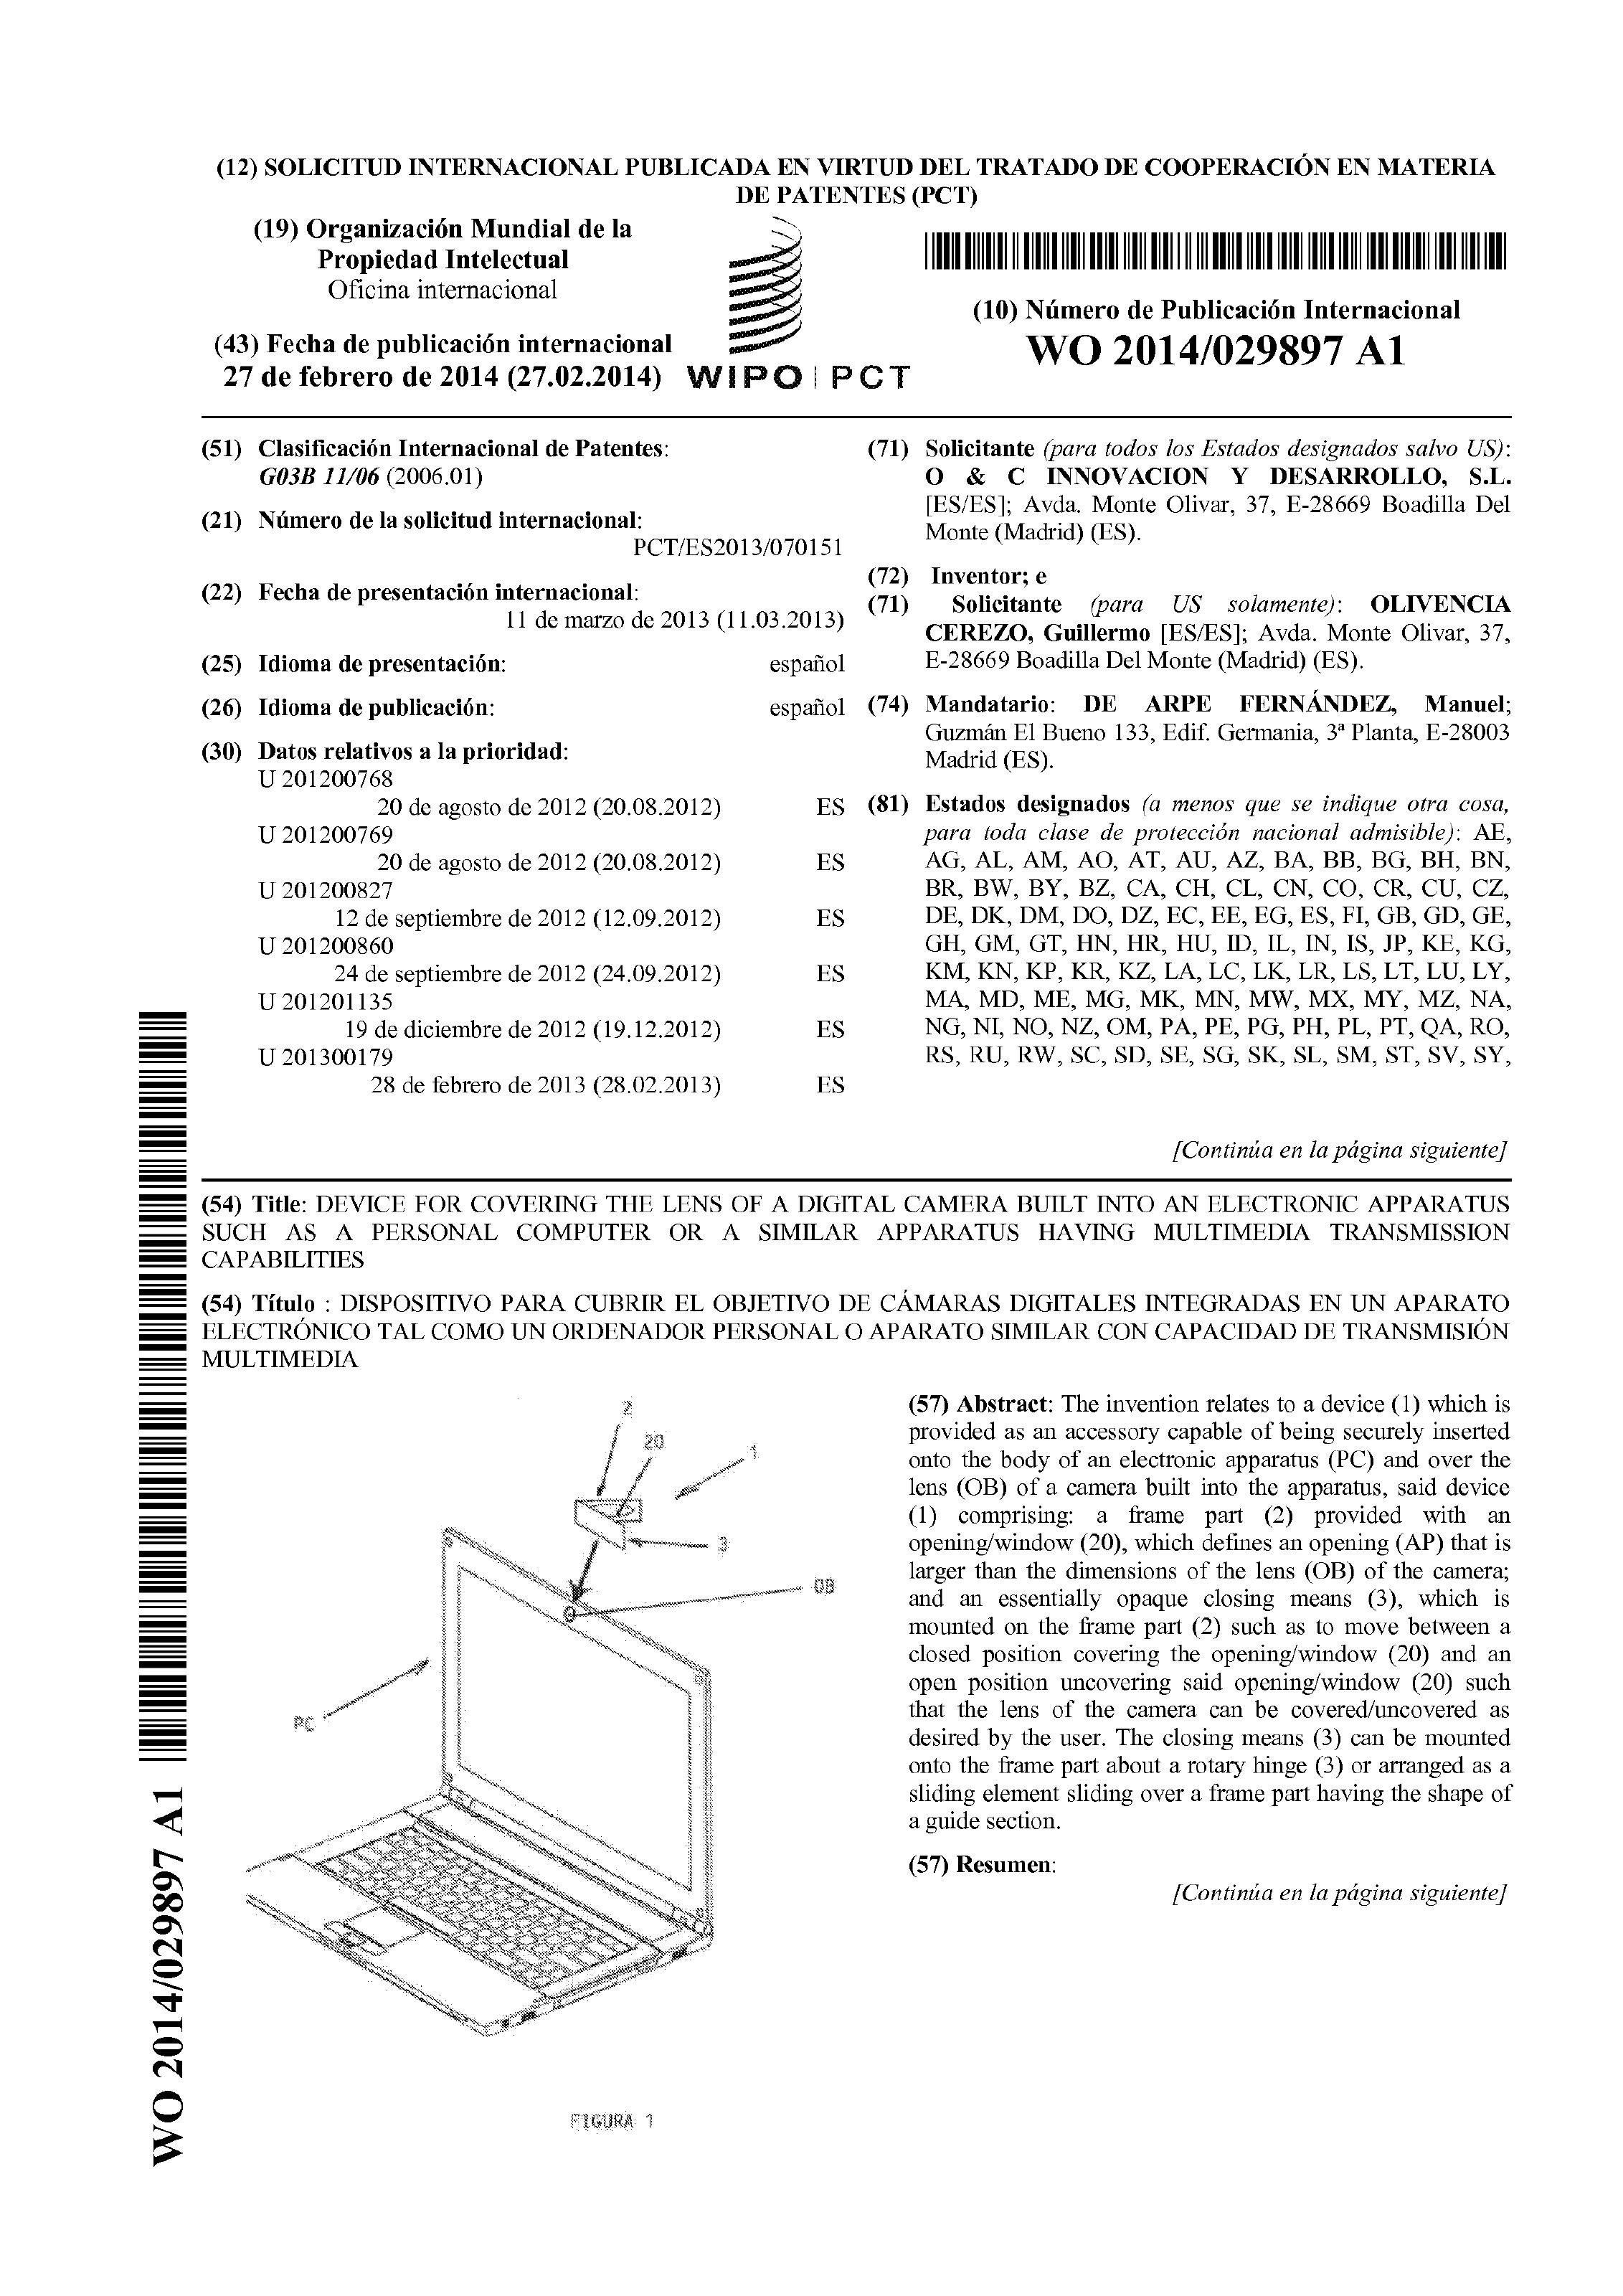 (12) SOLICITUD INTERNACIONAL PUBLICADA EN VIRTUD DEL TRATADO DE COOPERACIÓN EN MATERIA
DE PATENTES (PCT)
(19) Organización Mundial de la
Propiedad Intelectual
Oficina internacional
(43) Fecha de publicación internacional
27 de febrero de 2014 (27.02.2014)
WIPO | PCT
(10) Número de Publicación Internacional
WO 2014/029897 A1
(51) Clasificación Internacional de Patentes:
G03B 11/06 (2006.01)
(21) Número de la solicitud internacional:
PCT/ES2013/070151
(22) Fecha de presentación internacional:
11 de marzo de 2013 (11.03.2013)
(25) Idioma de presentación: español
(26) Idioma de publicación: español
(30) Datos relativos a la prioridad:
U 201200768
20 de agosto de 2012 (20.08.2012) ES
U 201200769
20 de agosto de 2012 (20.08.2012) ES
U 201200827
12 de septiembre de 2012 (12.09.2012) ES
U 201200860
24 de septiembre de 2012 (24.09.2012) ES
U 201201135
19 de diciembre de 2012 (19.12.2012) ES
U 201300179
28 de febrero de 2013 (28.02.2013) ES
(71) Solicitante (para todos los Estados designados salvo US):
O & C INNOVACION Y DESARROLLO, S.L.
[ES/ES]; Avda. Monte Olivar, 37, E-28669 Boadilla Del
Monte (Madrid) (ES).
(72) Inventor; e
(71) Solicitante (para US solamente): OLIVENCIA
CEREZO, Guillermo [ES/ES]; Avda. Monte Olivar, 37,
E-28669 Boadilla Del Monte (Madrid) (ES).
(74) Mandatario: DE ARPE FERNÁNDEZ, Manuel;
Guzmán El Bueno 133, Edif. Germania, 3ª Planta, E-28003
Madrid (ES).
(81) Estados designados (a menos que se indique otra cosa,
para toda clase de protección nacional admisible): AE,
AG, AL, AM, AO, AT, AU, AZ, BA, BB, BG, BH, BN,
BR, BW, BY, BZ, CA, CH, CL, CN, CO, CR, CU, CZ,
DE, DK, DM, DO, DZ, EC, EE, EG, ES, FI, GB, GD, GE,
GH, GM, GT, HN, HR, HU, ID, IL, IN, IS, JP, KE, KG,
KM, KN, KP, KR, KZ, LA, LC, LK, LR, LS, LT, LU, LY,
MA, MD, ME, MG, MK, MN, MW, MX, MY, MZ, NA,
NG, NI, NO, NZ, OM, PA, PE, PG, PH, PL, PT, QA, RO,
RS, RU, RW, SC, SD, SE, SG, SK, SL, SM, ST, SV, SY,
[Continúa en la página siguiente]
(54) Title: DEVICE FOR COVERING THE LENS OF A DIGITAL CAMERA BUILT INTO AN ELECTRONIC APPARATUS
SUCH AS A PERSONAL COMPUTER OR A SIMILAR APPARATUS HAVING MULTIMEDIA TRANSMISSION
CAPABILITIES
(54) Título : DISPOSITIVO PARA CUBRIR EL OBJETIVO DE CÁMARAS DIGITALES INTEGRADAS EN UN APARATO
ELECTRÓNICO TAL COMO UN ORDENADOR PERSONAL O APARATO SIMILAR CON CAPACIDAD DE TRANSMISIÓN
MULTIMEDIA
2
20
1
3
OB
PC
FIGURA 1
(57) Abstract: The invention relates to a device (1) which is
provided as an accessory capable of being securely inserted
onto the body of an electronic apparatus (PC) and over the
lens (OB) of a camera built into the apparatus, said device
(1) comprising: a frame part (2) provided with an
opening/window (20), which defines an opening (AP) that is
larger than the dimensions of the lens (OB) of the camera;
and an essentially opaque closing means (3), which is
mounted on the frame part (2) such as to move between a
closed position covering the opening/window (20) and an
open position uncovering said opening/window (20) such
that the lens of the camera can be covered/uncovered as
desired by the user. The closing means (3) can be mounted
onto the frame part about a rotary hinge (3) or arranged as a
sliding element sliding over a frame part having the shape of
a guide section.
(57) Resumen:
[Continúa en la página siguiente]
WO 2014/029897 A1